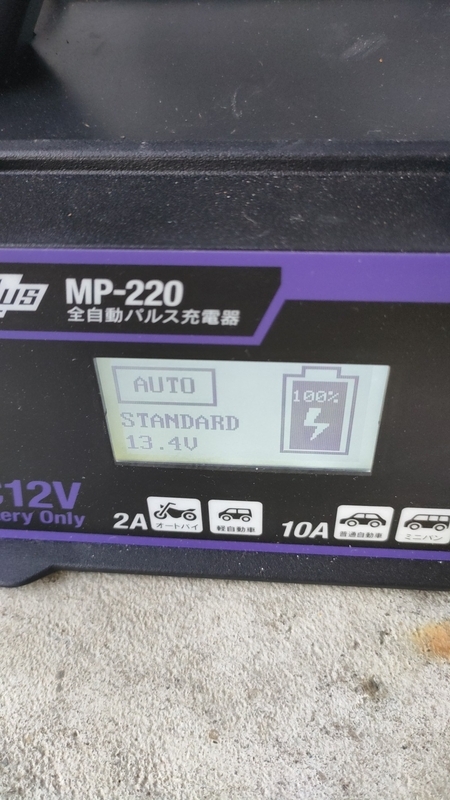 MP-220
全自動パルス充電器
AUTO
100%
STANDARD
13.4V
12V
ery Only
2A
オートバイ
軽自動車
10A
普通自動車
ミニバン